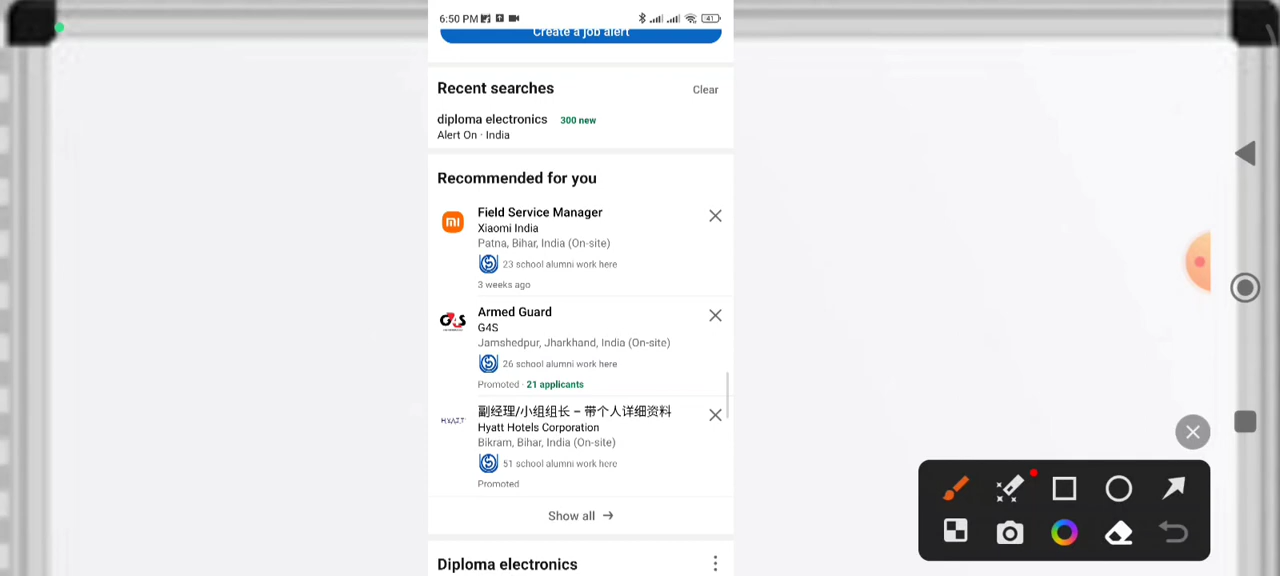 6:50 PM
41
Create a job alert
Recent searches
Clear
diploma electronics 300 new
Alert On · India
Recommended for you
mi
Field Service Manager
Xiaomi India
Patna, Bihar, India (On-site)
23 school alumni work here
3 weeks ago
G4S
Armed Guard
G4S
Jamshedpur, Jharkhand, India (On-site)
26 school alumni work here
Promoted · 21 applicants
副经理/小组组长 – 带个人详细资料
HYATT
Hyatt Hotels Corporation
Bikram, Bihar, India (On-site)
51 school alumni work here
Promoted
Show all →
Diploma electronics